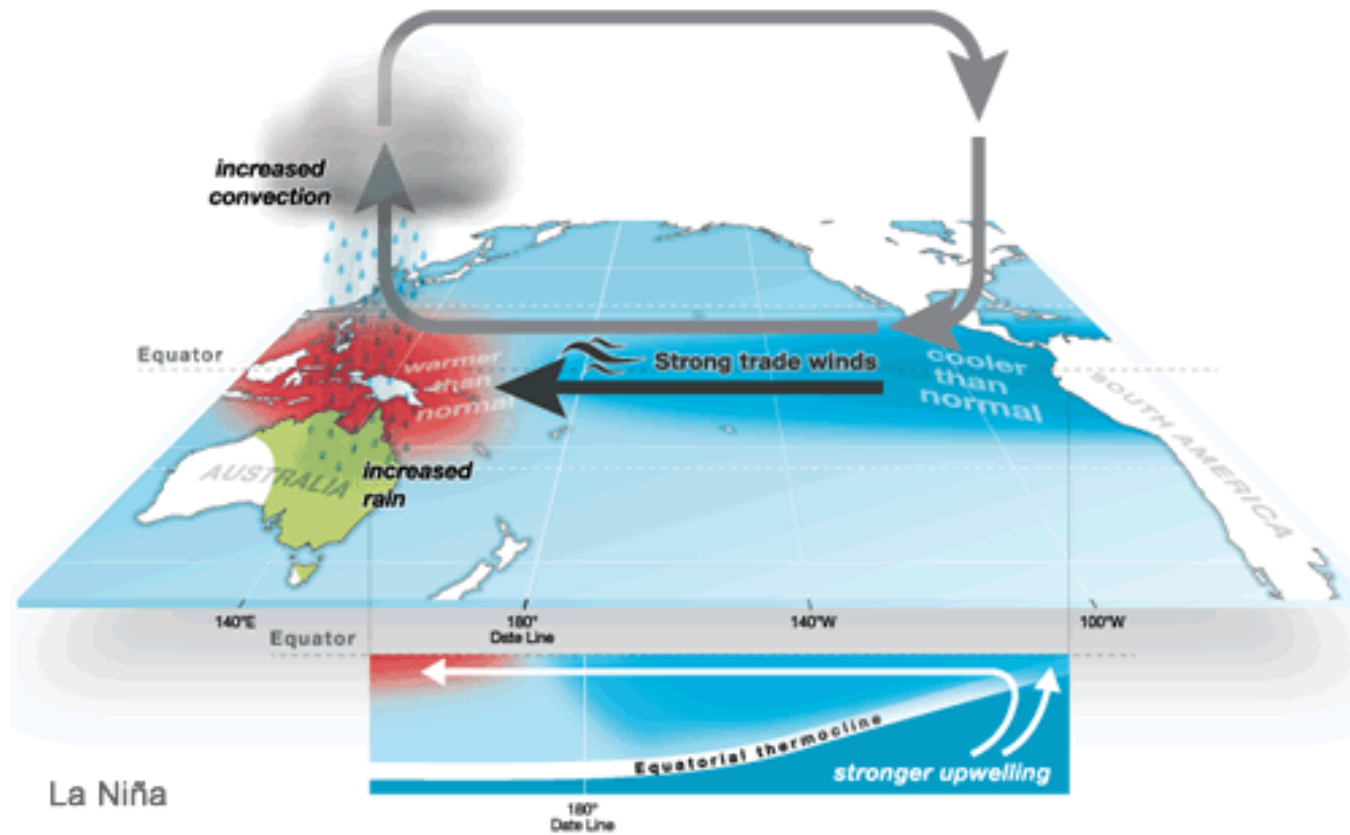 increased
convection
Equator
warmer
than
normal
Strong trade winds
cooler
than
normal
SOUTH AMERICA
AUSTRALIA
increased
rain
140°E
180°
Date Line
140°W
100°W
Equator
Equatorial thermocline
stronger upwelling
La Niña
180°
Date Line